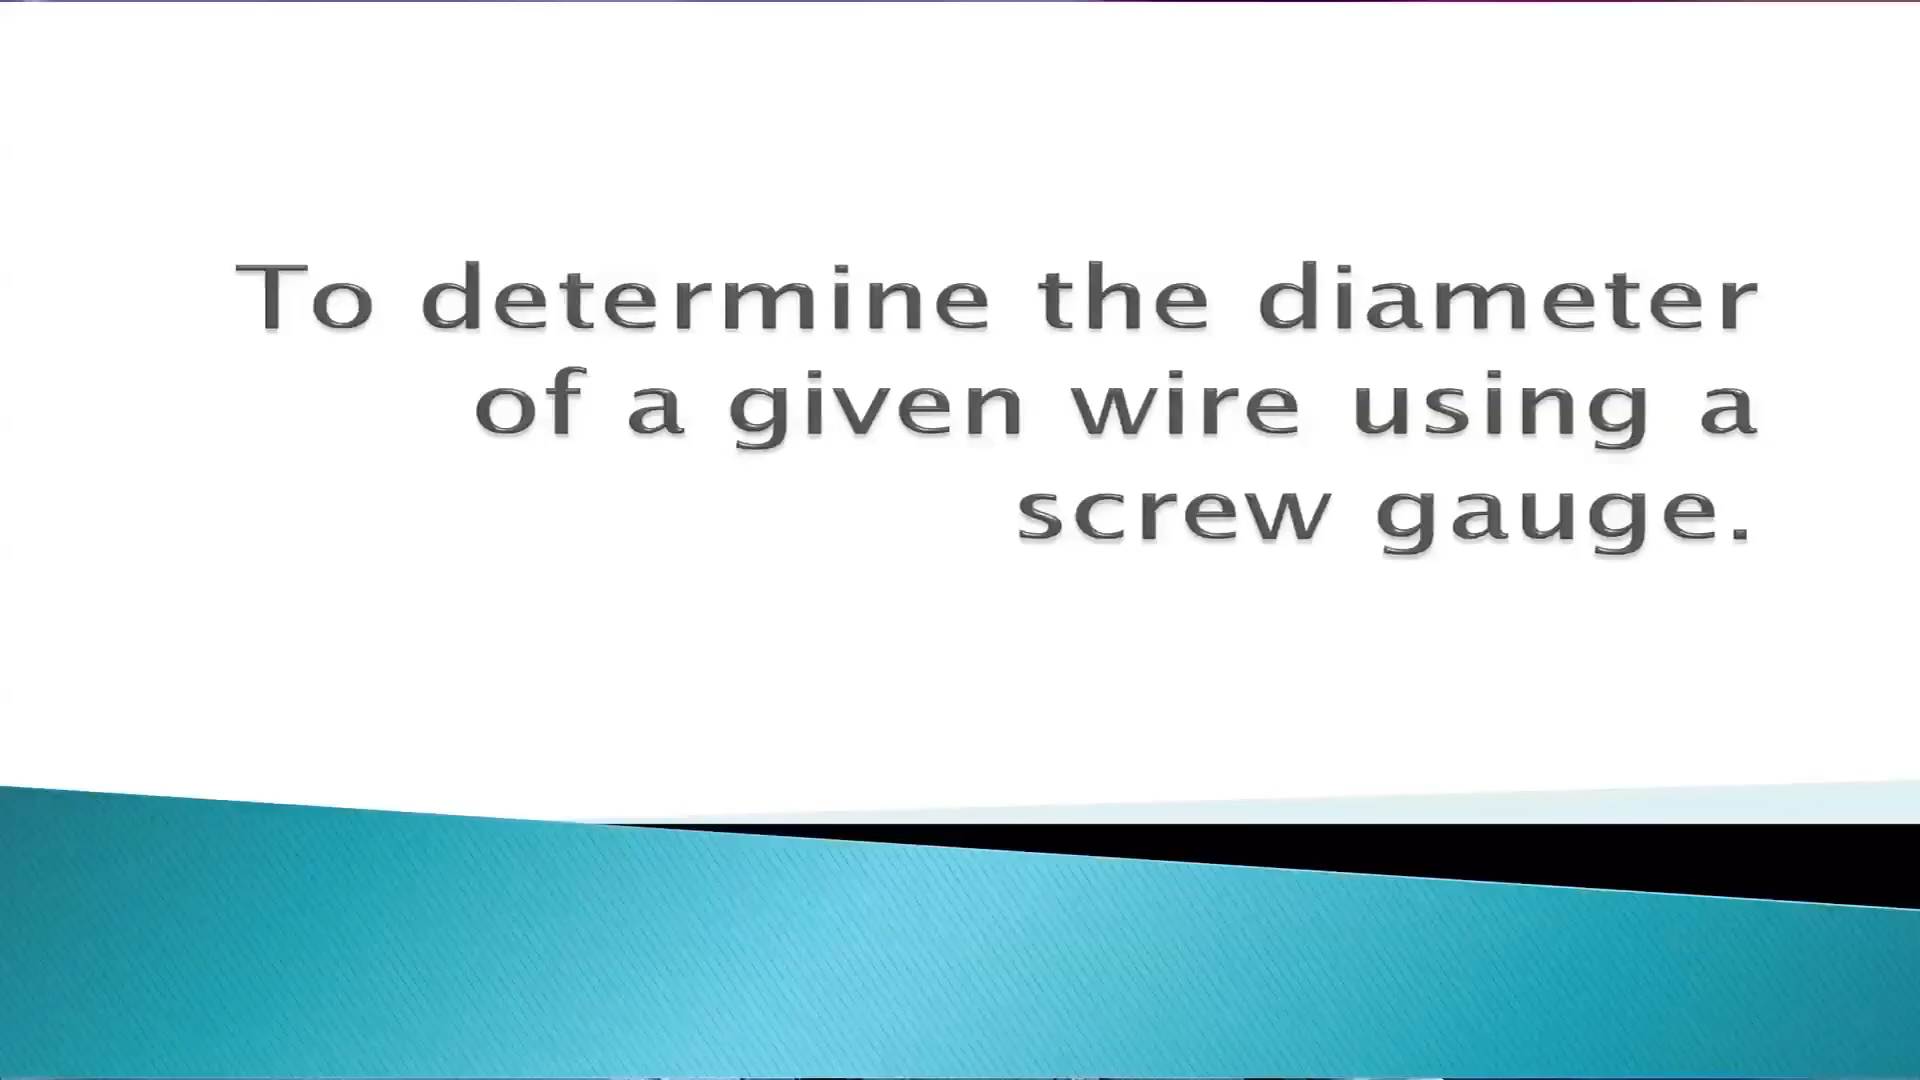 To determine the diameter
of a given wire using a
screw gauge.